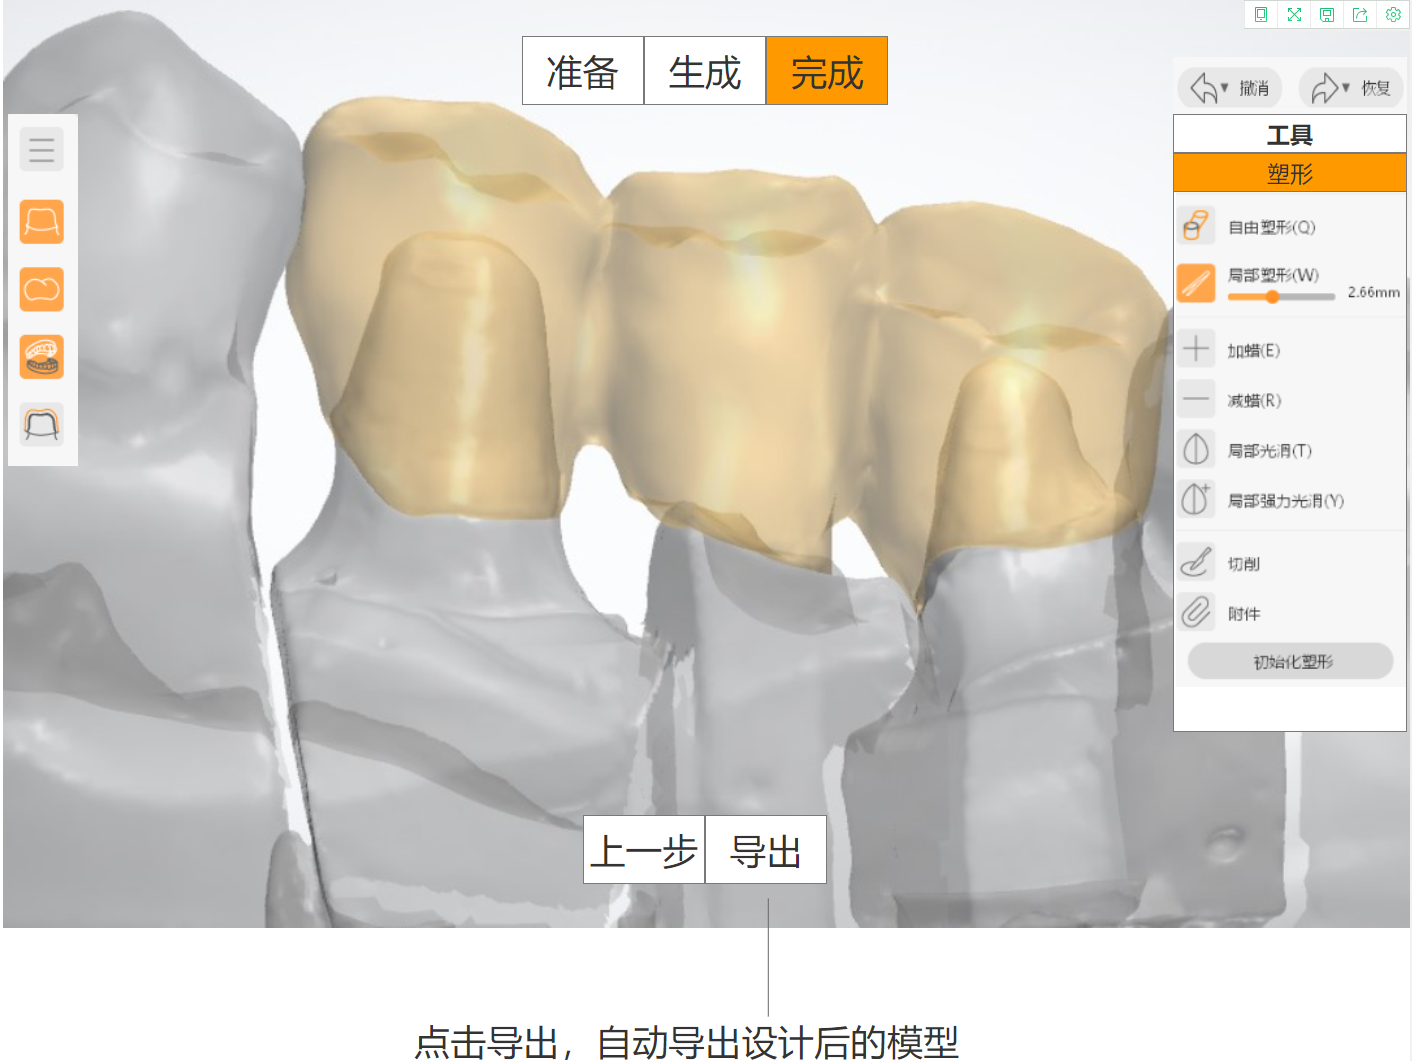 准备 生成 完成
撤消 恢复
工具
塑形
自由塑形(Q)
局部塑形(W)
2.66mm
加蜡(E)
减蜡(R)
局部光滑(T)
局部强力光滑(Y)
切削
附件
初始化塑形
上一步 导出
点击导出，自动导出设计后的模型